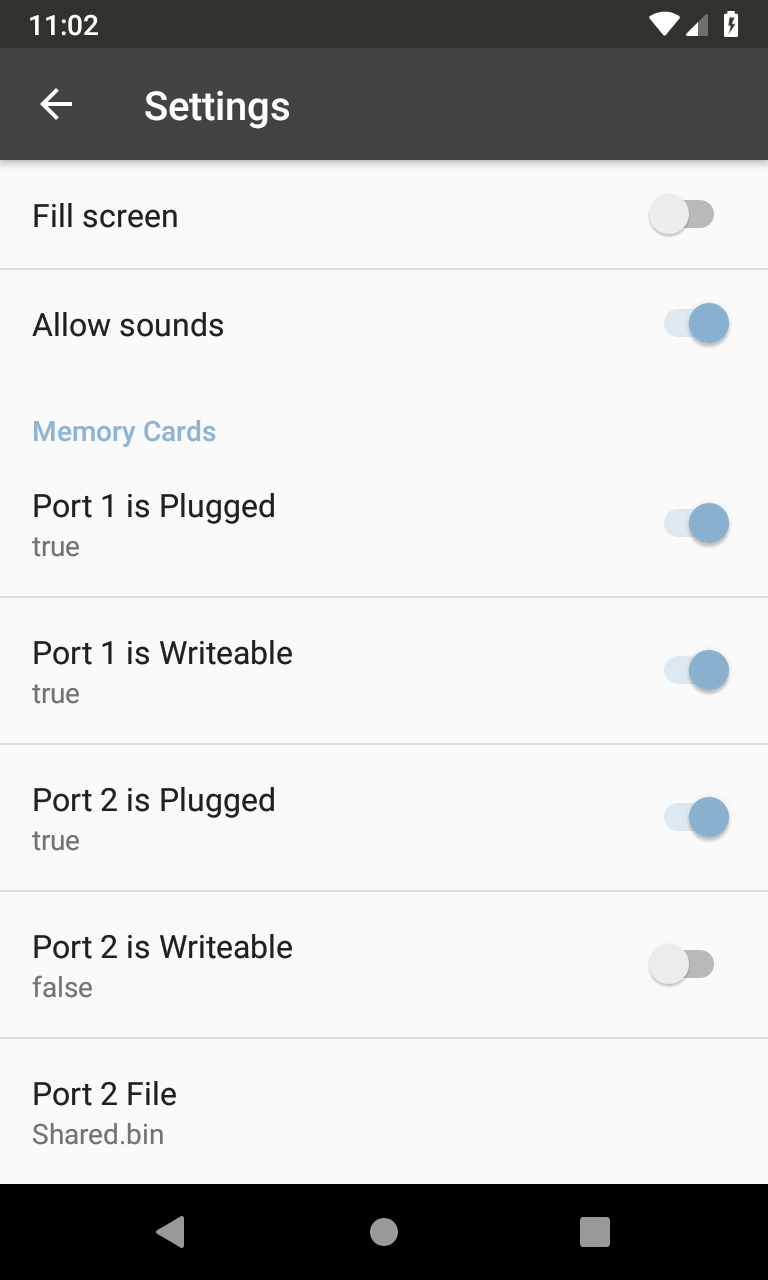 11:02
Settings
Fill screen
Allow sounds
Memory Cards
Port 1 is Plugged
true
Port 1 is Writeable
true
Port 2 is Plugged
true
Port 2 is Writeable
false
Port 2 File
Shared.bin